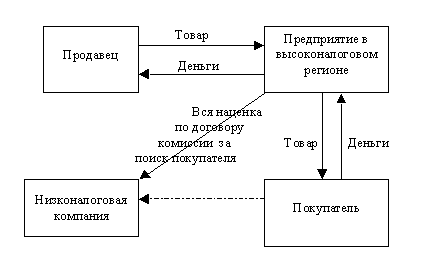 Товар
Продавец
Предприятие в
высоконалоговом
регионе
Деньги
Вся наценка
по договору
комиссии за
поиск покупателя
Товар
Деньги
Низконалоговая
компания
Покупатель